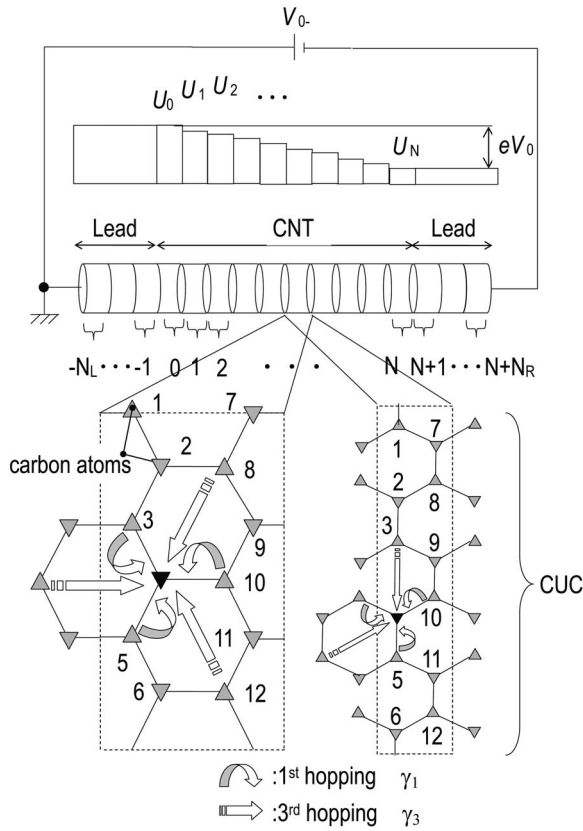 V0-
U0 U1 U2 • • •
UN eV0
Lead CNT Lead
-NL • • • -1 0 1 2 • • • N N+1 • • • N+NR
1 7
2 8
carbon atoms
3 9
10
5 11
6 12
1 7
2 8
3 9
10
5 11
6 12
CUC
:1st hopping γ1
:3rd hopping γ3